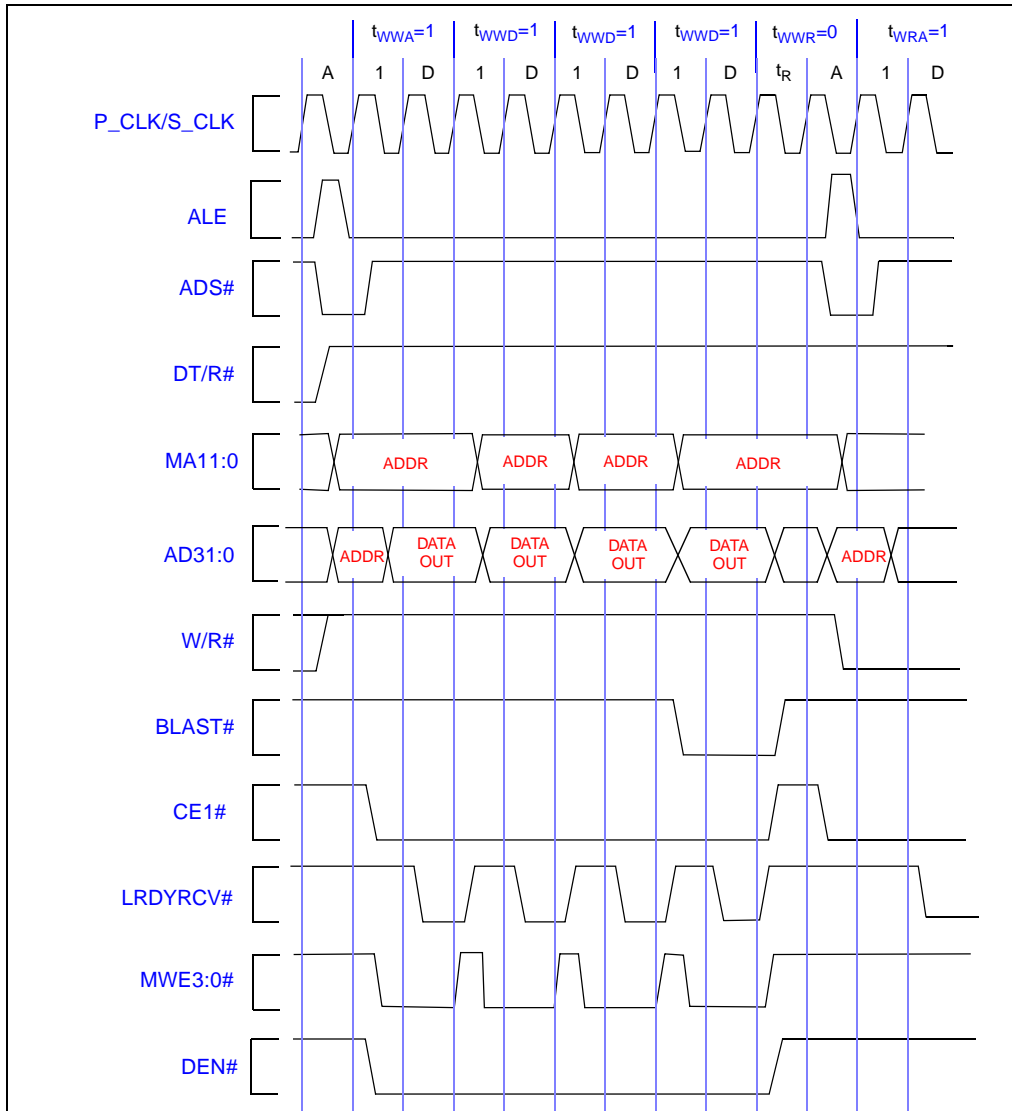 tWWA=1 tWWD=1 tWWD=1 tWWD=1 tWWR=0 tWRA=1
A 1 D 1 D 1 D 1 D tR A 1 D
P_CLK/S_CLK
ALE
ADS#
DT/R#
MA11:0 ADDR ADDR ADDR ADDR
AD31:0 ADDR DATA OUT DATA OUT DATA OUT DATA OUT ADDR
W/R#
BLAST#
CE1#
LRDYRCV#
MWE3:0#
DEN#